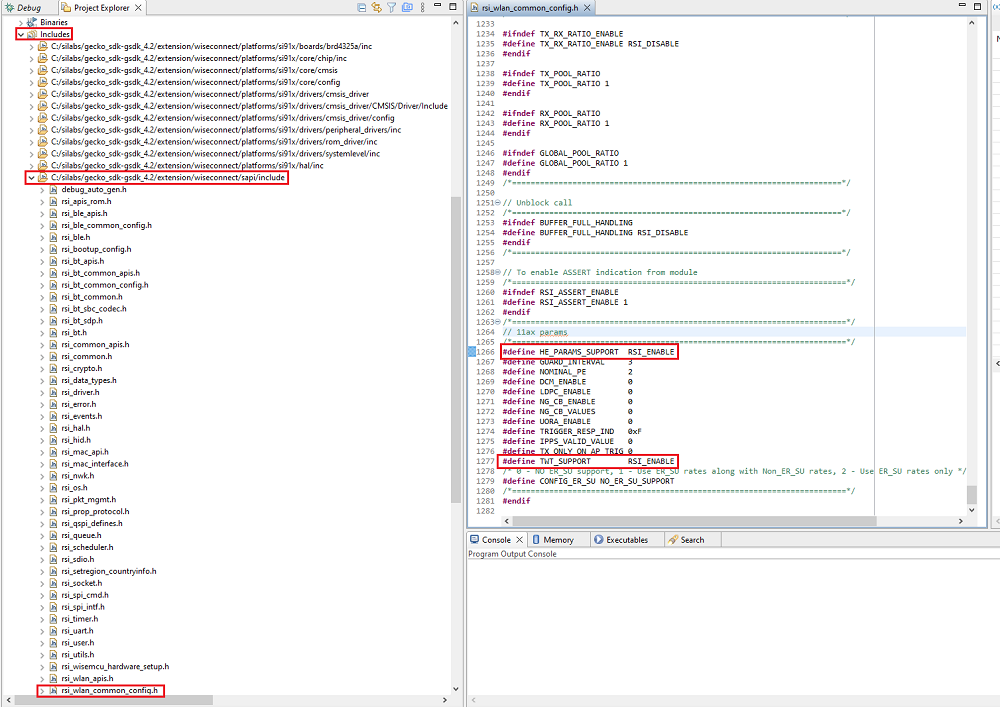 Debug
Project Explorer
Binaries
Includes
C:/silabs/gecko_sdk-gsdk_4.2/extension/wiseconnect/platforms/si91x/boards/brd4325a/inc
C:/silabs/gecko_sdk-gsdk_4.2/extension/wiseconnect/platforms/si91x/core/chip/inc
C:/silabs/gecko_sdk-gsdk_4.2/extension/wiseconnect/platforms/si91x/core/cmsis
C:/silabs/gecko_sdk-gsdk_4.2/extension/wiseconnect/platforms/si91x/core/config
C:/silabs/gecko_sdk-gsdk_4.2/extension/wiseconnect/platforms/si91x/drivers/cmsis_driver
C:/silabs/gecko_sdk-gsdk_4.2/extension/wiseconnect/platforms/si91x/drivers/cmsis_driver/CMSIS/Driver/Include
C:/silabs/gecko_sdk-gsdk_4.2/extension/wiseconnect/platforms/si91x/drivers/cmsis_driver/config
C:/silabs/gecko_sdk-gsdk_4.2/extension/wiseconnect/platforms/si91x/drivers/peripheral_drivers/inc
C:/silabs/gecko_sdk-gsdk_4.2/extension/wiseconnect/platforms/si91x/drivers/rom_driver/inc
C:/silabs/gecko_sdk-gsdk_4.2/extension/wiseconnect/platforms/si91x/drivers/systemlevel/inc
C:/silabs/gecko_sdk-gsdk_4.2/extension/wiseconnect/platforms/si91x/hal/inc
C:/silabs/gecko_sdk-gsdk_4.2/extension/wiseconnect/sapi/include
debug_auto_gen.h
rsi_apis_rom.h
rsi_ble_apis.h
rsi_ble_common_config.h
rsi_ble.h
rsi_bootup_config.h
rsi_bt_apis.h
rsi_bt_common_apis.h
rsi_bt_common_config.h
rsi_bt_common.h
rsi_bt_sbc_codec.h
rsi_bt_sdp.h
rsi_bt.h
rsi_common_apis.h
rsi_common.h
rsi_crypto.h
rsi_data_types.h
rsi_driver.h
rsi_error.h
rsi_events.h
rsi_hal.h
rsi_hid.h
rsi_mac_api.h
rsi_mac_interface.h
rsi_nwk.h
rsi_os.h
rsi_pkt_mgmt.h
rsi_prop_protocol.h
rsi_qspi_defines.h
rsi_queue.h
rsi_scheduler.h
rsi_sdio.h
rsi_setregion_countryinfo.h
rsi_socket.h
rsi_spi_cmd.h
rsi_spi_intf.h
rsi_timer.h
rsi_uart.h
rsi_user.h
rsi_utils.h
rsi_wisemcu_hardware_setup.h
rsi_wlan_apis.h
rsi_wlan_common_config.h
rsi_wlan_common_config.h
1233
1234 #ifndef TX_RX_RATIO_ENABLE
1235 #define TX_RX_RATIO_ENABLE RSI_DISABLE
1236 #endif
1237
1238 #ifndef TX_POOL_RATIO
1240 #define TX_POOL_RATIO 1
1240 #endif
1241
1242 #ifndef RX_POOL_RATIO
1243 #define RX_POOL_RATIO 1
1244 #endif
1245
1246 #ifndef GLOBAL_POOL_RATIO
1247 #define GLOBAL_POOL_RATIO 1
1248 #endif
1249 /*=======================================================================*/
1250
1251 // Unblock call
1252 /*=======================================================================*/
1253 #ifndef BUFFER_FULL_HANDLING
1254 #define BUFFER_FULL_HANDLING RSI_DISABLE
1255 #endif
1256 /*=======================================================================*/
1257
1258 // To enable ASSERT indication from module
1259 /*=======================================================================*/
1260 #ifndef RSI_ASSERT_ENABLE
1261 #define RSI_ASSERT_ENABLE 1
1262 #endif
1263 /*=======================================================================*/
1264 // 11ax params
1265 /*=======================================================================*/
1266 #define HE_PARAMS_SUPPORT RSI_ENABLE
1267 #define GUARD_INTERVAL 3
1268 #define NOMINAL_PE 2
1269 #define DCM_ENABLE 0
1270 #define LDPC_ENABLE 0
1271 #define NG_CB_ENABLE 0
1272 #define NG_CB_VALUES 0
1273 #define UORA_ENABLE 0
1274 #define TRIGGER_RESP_IND 0xF
1275 #define IPPS_VALID_VALUE 0
1276 #define TX_ONLY_ON_AP_TRIG 0
1277 #define TWT_SUPPORT RSI_ENABLE
1278 /* 0 - NO ER_SU support, 1 - Use ER_SU rates along with Non_ER_SU rates, 2 - Use ER_SU rates only */
1279 #define CONFIG_ER_SU NO_ER_SU_SUPPORT
1280 /*=======================================================================*/
1281 #endif
1282
Console
Memory
Executables
Search
Program Output Console